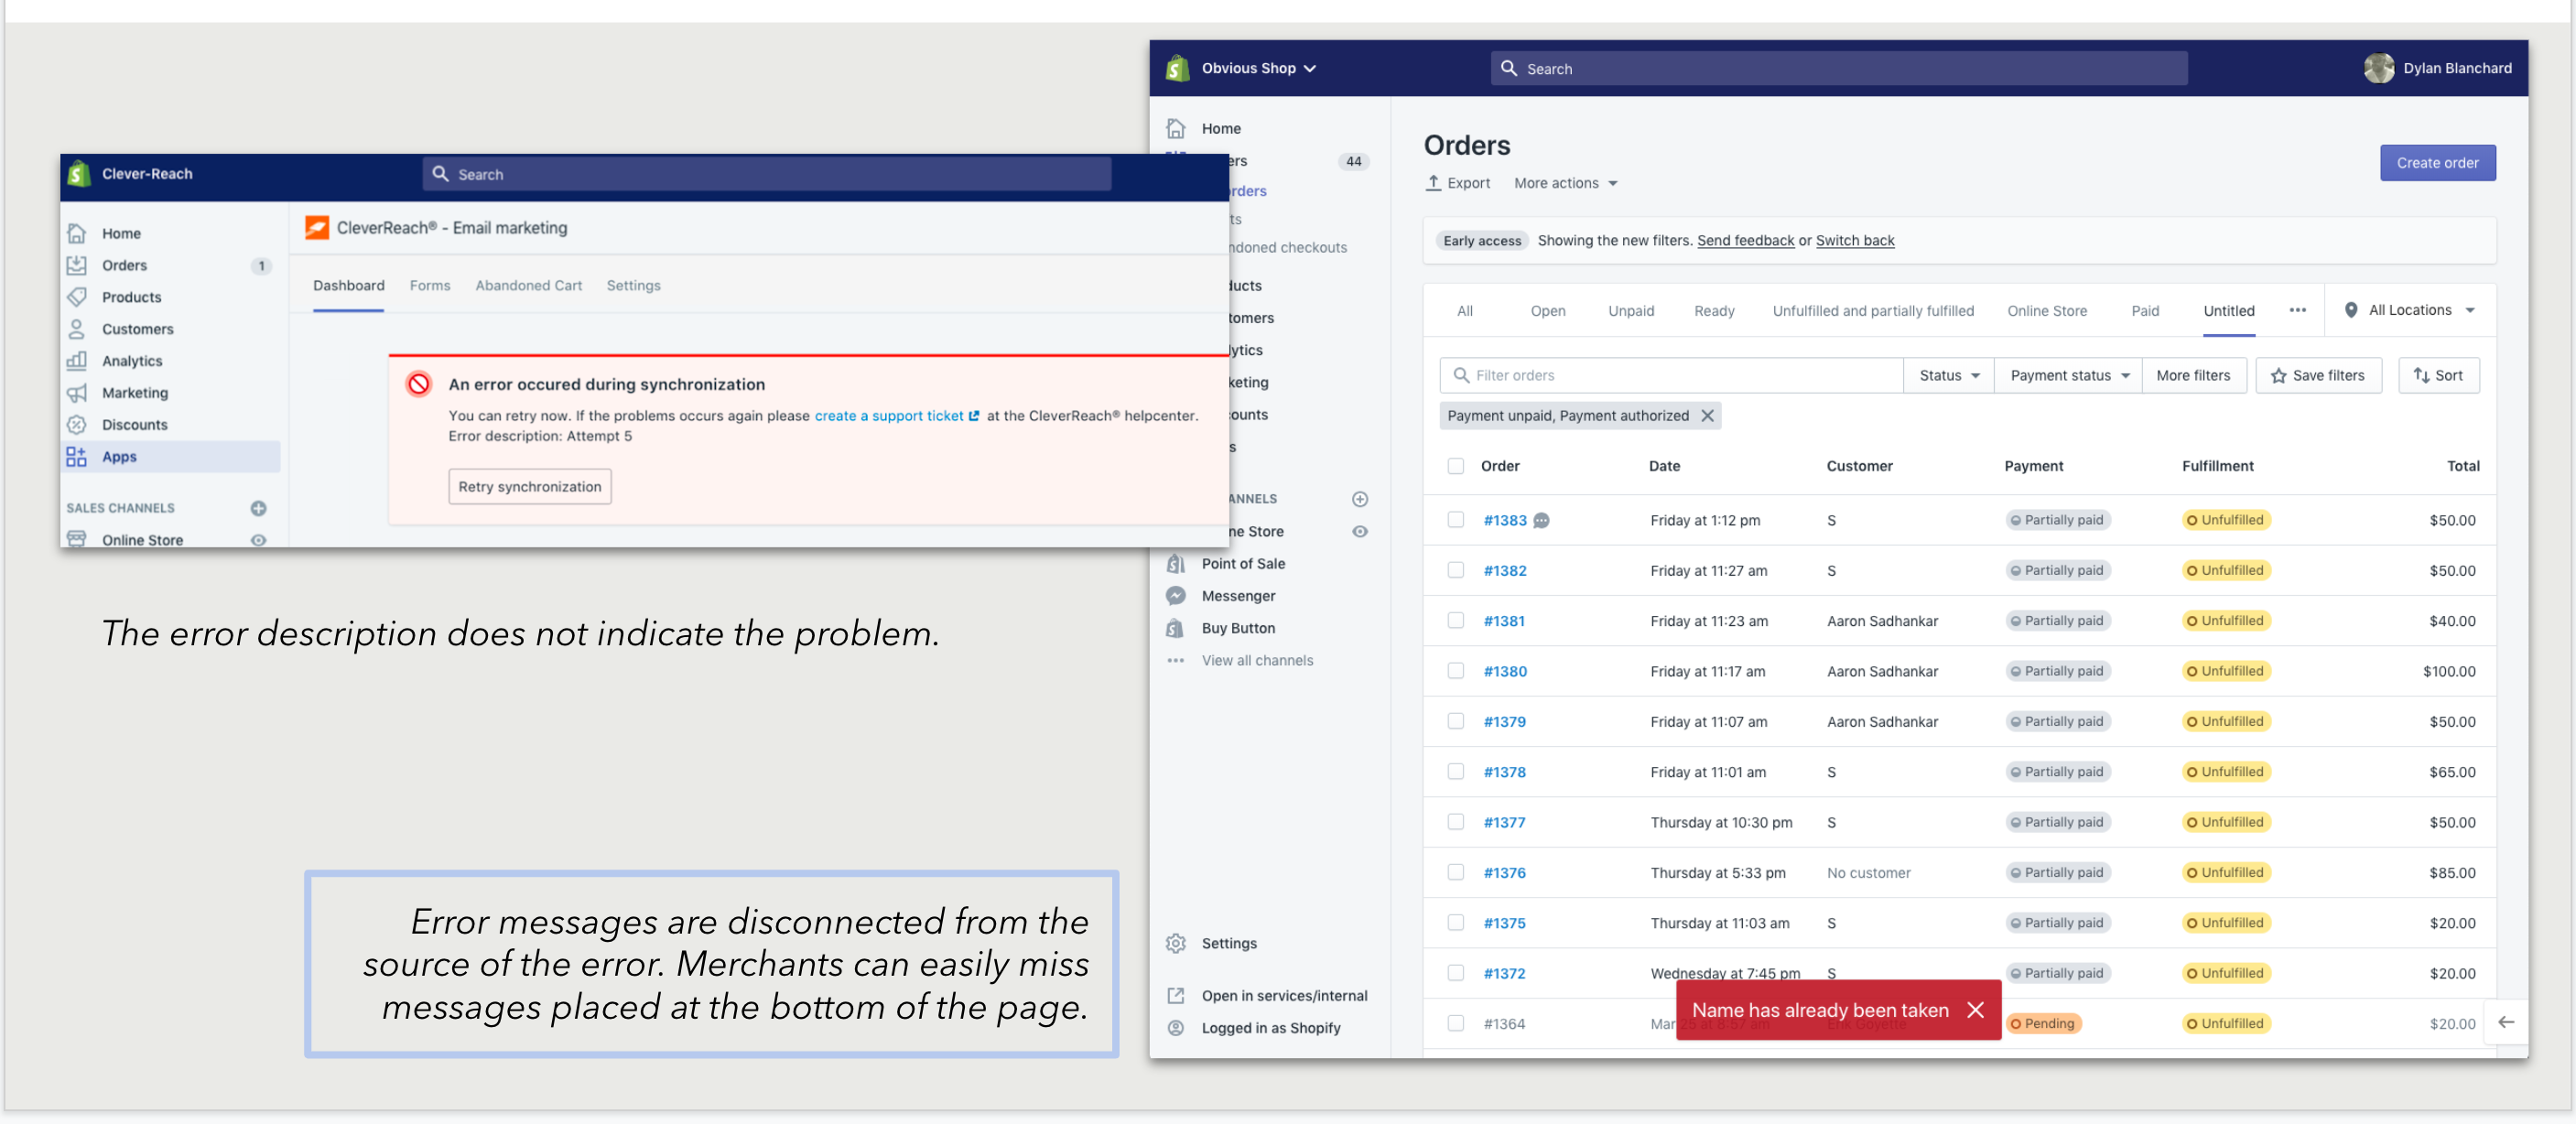 Clever-Reach
Search
Home
Orders 1
Products
Customers
Analytics
Marketing
Discounts
Apps
SALES CHANNELS
Online Store
CleverReach® - Email marketing
Dashboard Forms Abandoned Cart Settings
An error occured during synchronization
You can retry now. If the problems occurs again please create a support ticket at the CleverReach® helpcenter.
Error description: Attempt 5
Retry synchronization
The error description does not indicate the problem.
Error messages are disconnected from the
source of the error. Merchants can easily miss
messages placed at the bottom of the page.
Obvious Shop
Search
Dylan Blanchard
Home
ers 44
rders
ts
ndoned checkouts
ducts
tomers
lytics
keting
ounts
s
ANNELS
ne Store
Point of Sale
Messenger
Buy Button
View all channels
Settings
Open in services/internal
Logged in as Shopify
Orders
Export More actions
Create order
Early access Showing the new filters. Send feedback or Switch back
All Open Unpaid Ready Unfulfilled and partially fulfilled Online Store Paid Untitled All Locations
Filter orders Status Payment status More filters Save filters Sort
Payment unpaid, Payment authorized
Order Date Customer Payment Fulfillment Total
#1383 Friday at 1:12 pm S Partially paid Unfulfilled $50.00
#1382 Friday at 11:27 am S Partially paid Unfulfilled $50.00
#1381 Friday at 11:23 am Aaron Sadhankar Partially paid Unfulfilled $40.00
#1380 Friday at 11:17 am Aaron Sadhankar Partially paid Unfulfilled $100.00
#1379 Friday at 11:07 am Aaron Sadhankar Partially paid Unfulfilled $50.00
#1378 Friday at 11:01 am S Partially paid Unfulfilled $65.00
#1377 Thursday at 10:30 pm S Partially paid Unfulfilled $50.00
#1376 Thursday at 5:33 pm No customer Partially paid Unfulfilled $85.00
#1375 Thursday at 11:03 am S Partially paid Unfulfilled $20.00
#1372 Wednesday at 7:45 pm S Partially paid Unfulfilled $20.00
#1364 Mar 25 at 8:57 am Erik Goyette Pending Unfulfilled $20.00
Name has already been taken